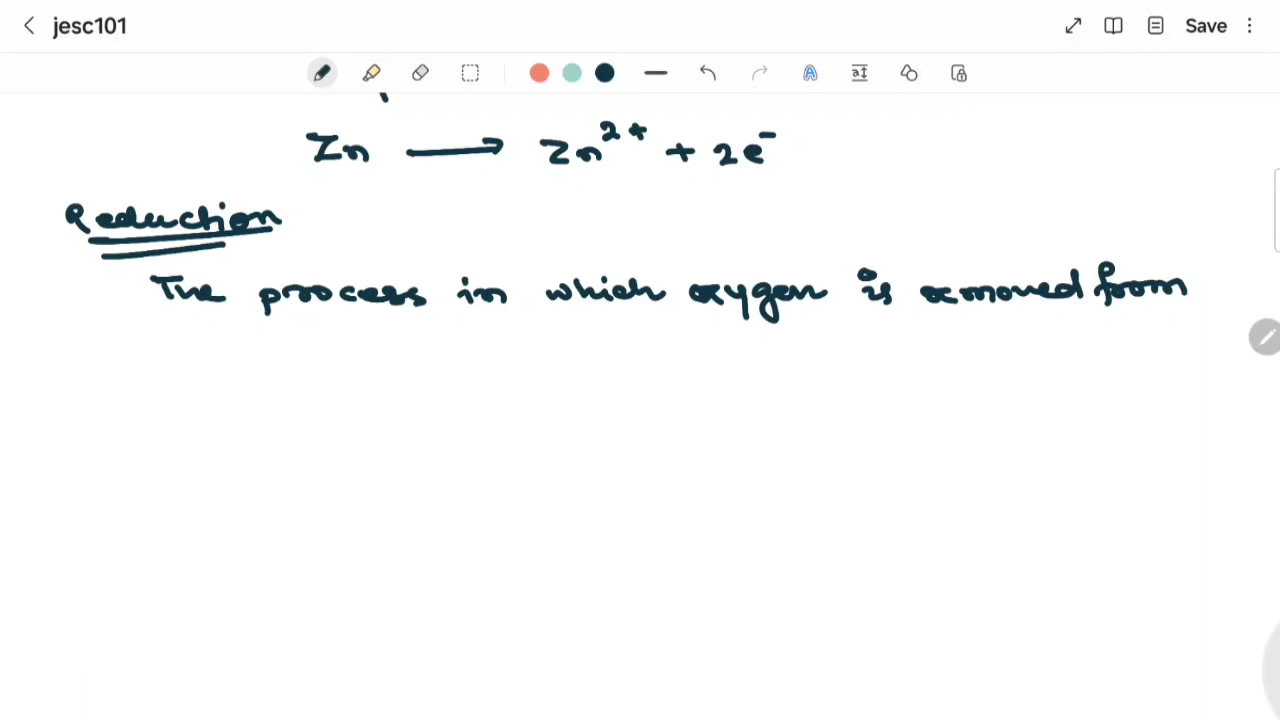 jesc101
Save
Zn ⟶ Zn²⁺ + 2e⁻
Reduction
The process in which oxygen is removed from